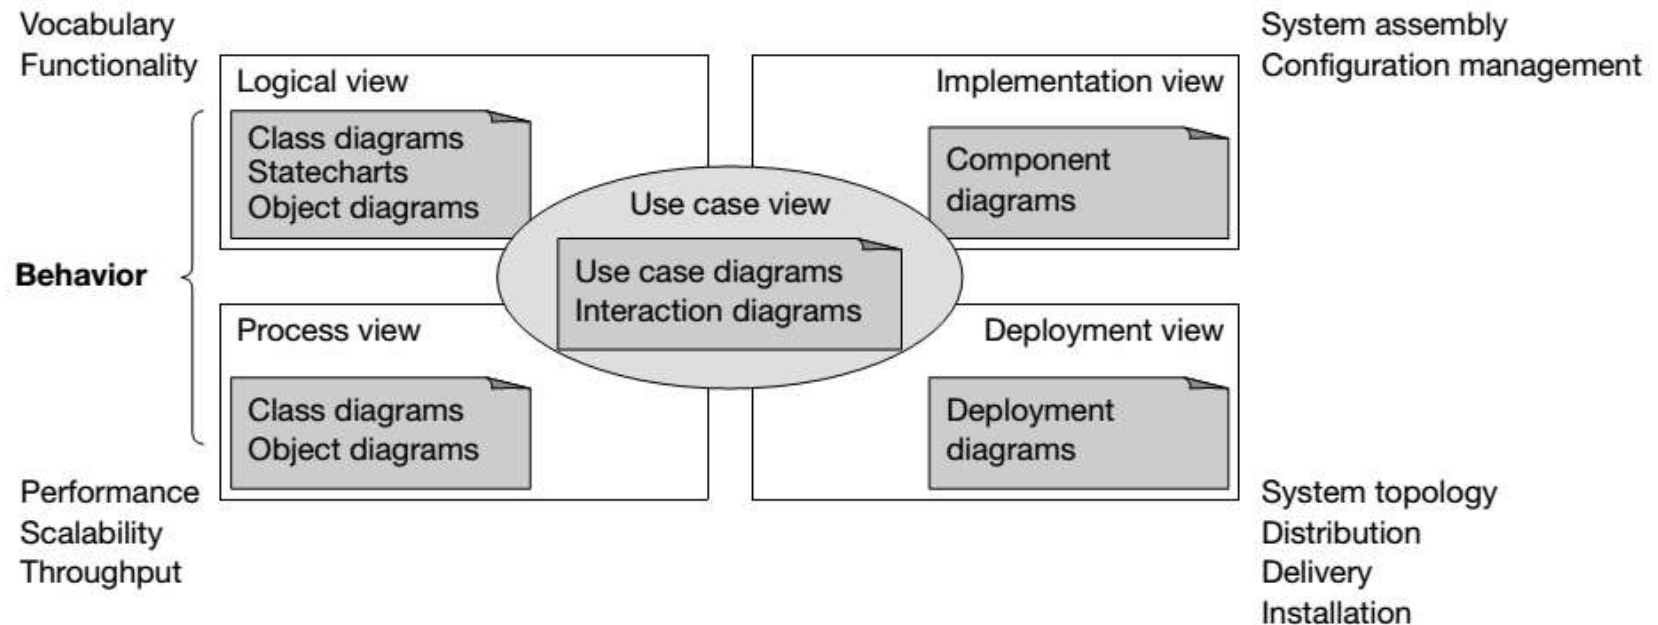 Vocabulary
Functionality
System assembly
Configuration management
Logical view
Class diagrams
Statecharts
Object diagrams
Implementation view
Component
diagrams
Use case view
Use case diagrams
Interaction diagrams
Behavior
Process view
Class diagrams
Object diagrams
Deployment view
Deployment
diagrams
Performance
Scalability
Throughput
System topology
Distribution
Delivery
Installation